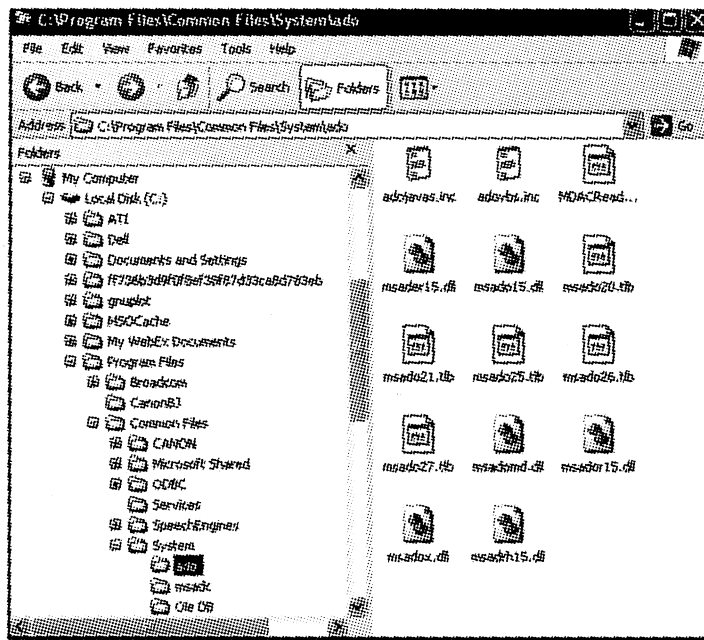 C:\Program Files\Common Files\System\ado
File Edit View Favorites Tools Help
Back Search Folders
Address C:\Program Files\Common Files\System\ado Go
Folders
My Computer
Local Disk (C:)
ATI
Dell
Documents and Settings
gnuplot
MSOCache
My WebEx Documents
Program Files
Broadcom
CanonBJ
Common Files
CANON
Microsoft Shared
ODBC
Services
SpeechEngines
System
ado
msadc
Ole DB
adojavas.inc adovbs.inc MDACRead...
msader15.dll msado15.dll msado20.tlb
msado21.tlb msado25.tlb msado26.tlb
msado27.tlb msadomd.dll msador15.dll
msadox.dll msadrh15.dll